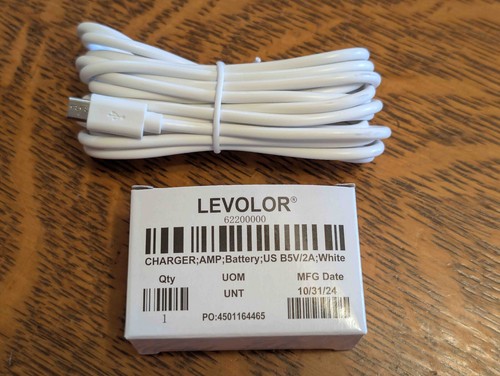 LEVOLOR®
62200000
CHARGER;AMP;Battery;US B5V/2A;White
Qty UOM MFG Date
UNT 10/31/24
1 PO:4501164465